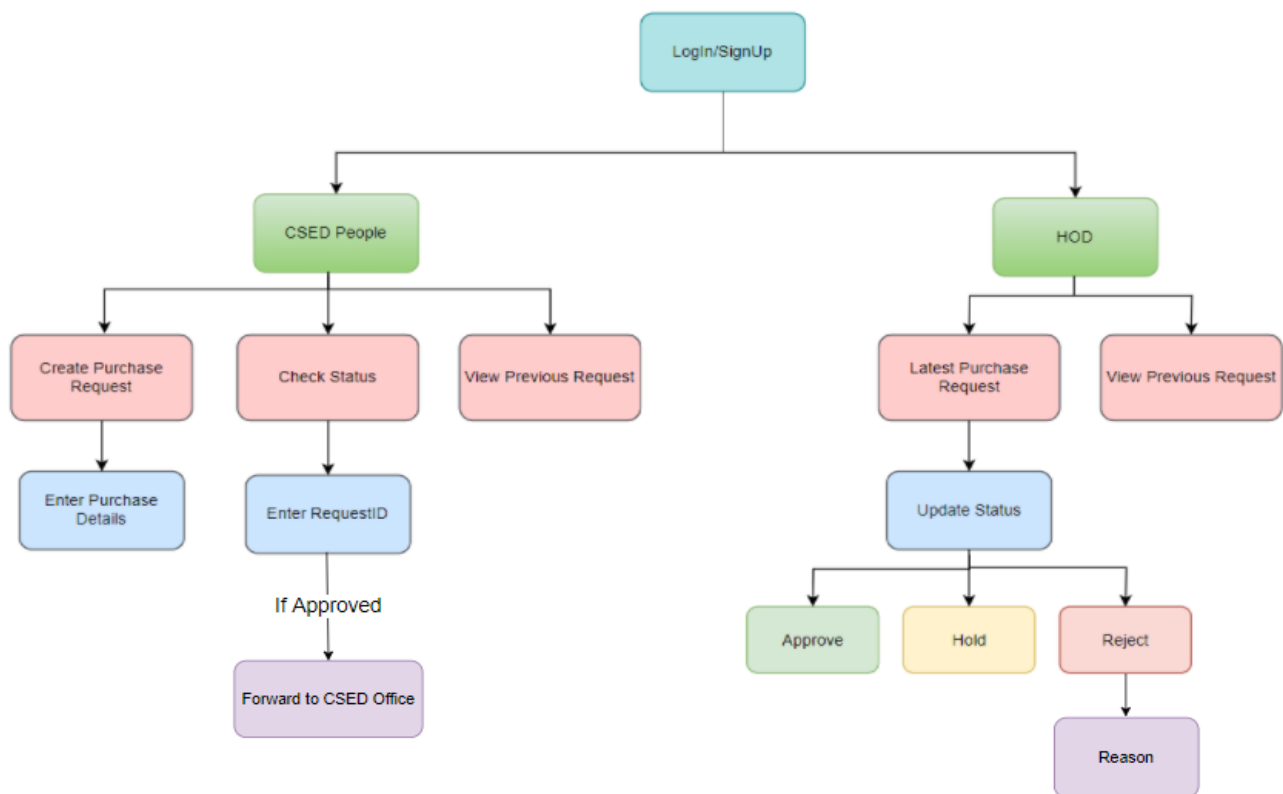 LogIn/SignUp
CSED People
HOD
Create Purchase
Request
Check Status
View Previous Request
Latest Purchase
Request
View Previous Request
Enter Purchase
Details
Enter RequestID
Update Status
If Approved
Approve
Hold
Reject
Forward to CSED Office
Reason